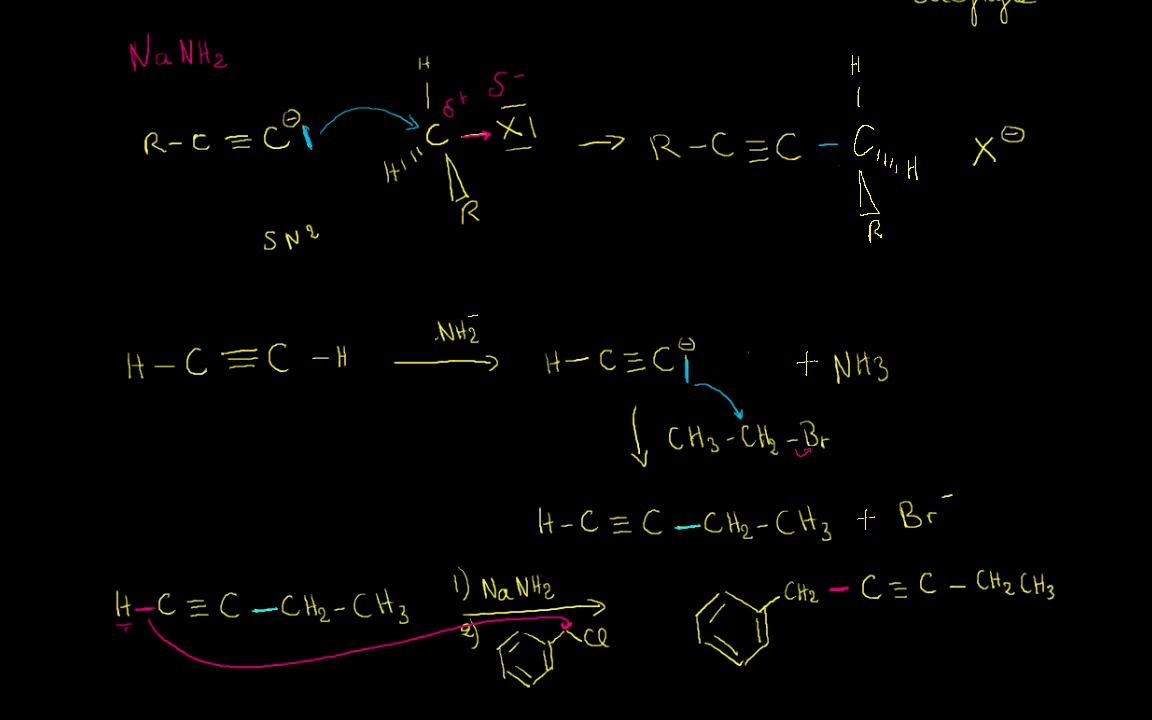 NaNH2
R-C≡C⊖ H H C δ+ δ- X R → R-C≡C-C H H R X⊖
SN2
H-C≡C-H NH2⁻ → H-C≡C⊖ + NH3
CH3-CH2-Br
H-C≡C-CH2-CH3 + Br⁻
H-C≡C-CH2-CH3 1) NaNH2 → CH2-C≡C-CH2CH3
2) Cl